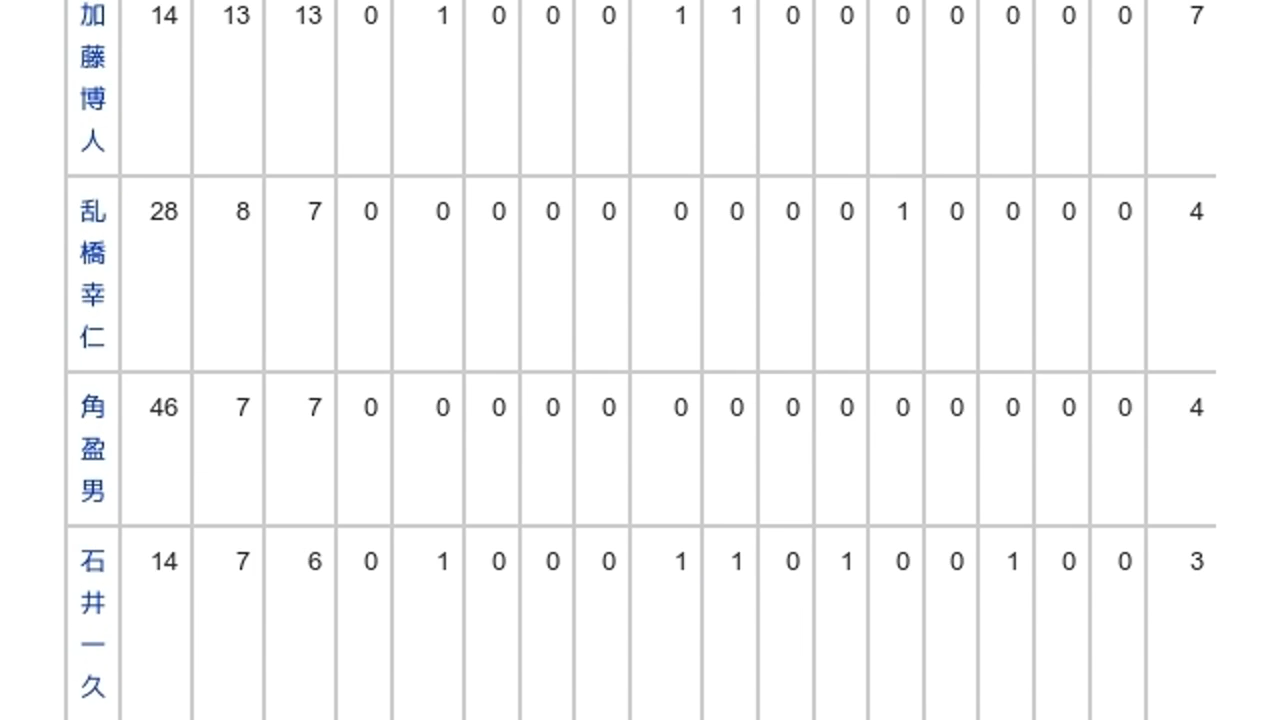 加藤博人 14 13 13 0 1 0 0 0 1 1 0 0 0 0 0 0 0 7
乱橋幸仁 28 8 7 0 0 0 0 0 0 0 0 0 1 0 0 0 0 4
角盈男 46 7 7 0 0 0 0 0 0 0 0 0 0 0 0 0 0 4
石井一久 14 7 6 0 1 0 0 0 1 1 0 1 0 0 1 0 0 3